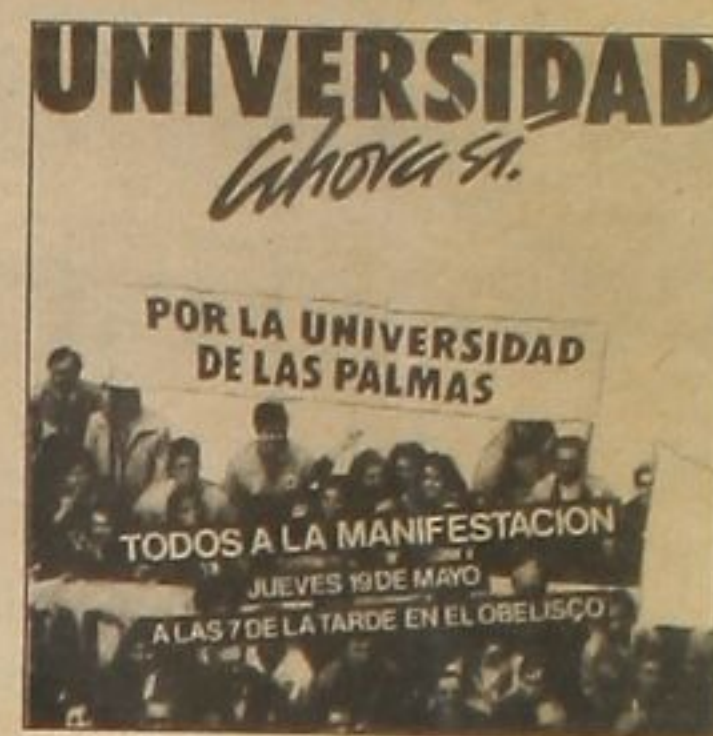 UNIVERSIDAD
ahora sí.
POR LA UNIVERSIDAD
DE LAS PALMAS
TODOS A LA MANIFESTACION
JUEVES 19 DE MAYO
A LAS 7 DE LA TARDE EN EL OBELISCO